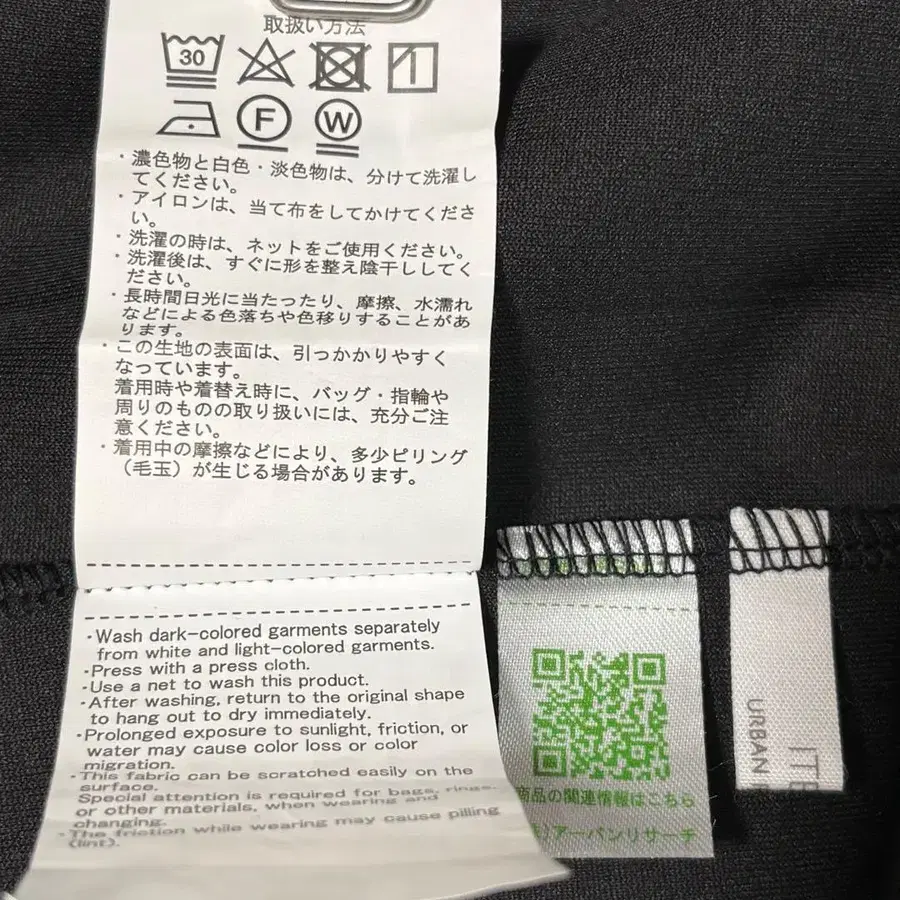 取扱い方法
30
F W
・濃色物と白色・淡色物は、分けて洗濯し
てください。
・アイロンは、当て布をしてかけてくださ
い。
・洗濯の時は、ネットをご使用ください。
・洗濯後は、すぐに形を整え陰干ししてく
ださい。
・長時間日光に当たったり、摩擦、水濡れ
などによる色落ちや色移りすることがあ
ります。
・この生地の表面は、引っかかりやすく
なっています。
着用時や着替え時に、バッグ・指輪や
周りのものの取り扱いには、充分ご注
意ください。
・着用中の摩擦などにより、多少ピリング
（毛玉）が生じる場合があります。
・Wash dark-colored garments separately
from white and light-colored garments.
・Press with a press cloth.
・Use a net to wash this product.
・After washing, return to the original shape
to hang out to dry immediately.
・Prolonged exposure to sunlight, friction, or
water may cause color loss or color
migration.
・This fabric can be scratched easily on the
surface.
Special attention is required for bags, rings,
or other materials, when wearing and
changing.
・The friction while wearing may cause pilling
(lint).
商品の関連情報はこちら
)アーバンリサーチ
URBAN
ITE